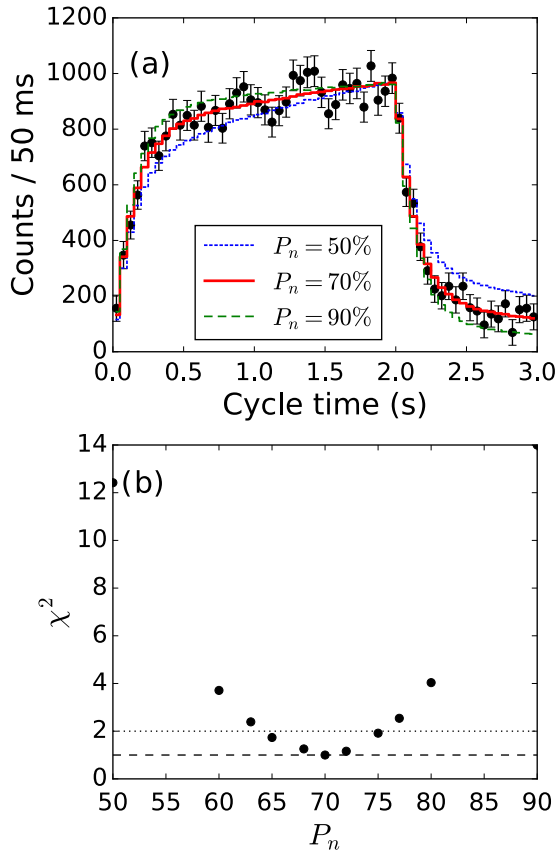 (a)
Counts / 50 ms
1200
1000
800
600
400
200
0
P_n = 50%
P_n = 70%
P_n = 90%
0.0 0.5 1.0 1.5 2.0 2.5 3.0
Cycle time (s)
(b)
χ²
14
12
10
8
6
4
2
0
50 55 60 65 70 75 80 85 90
P_n